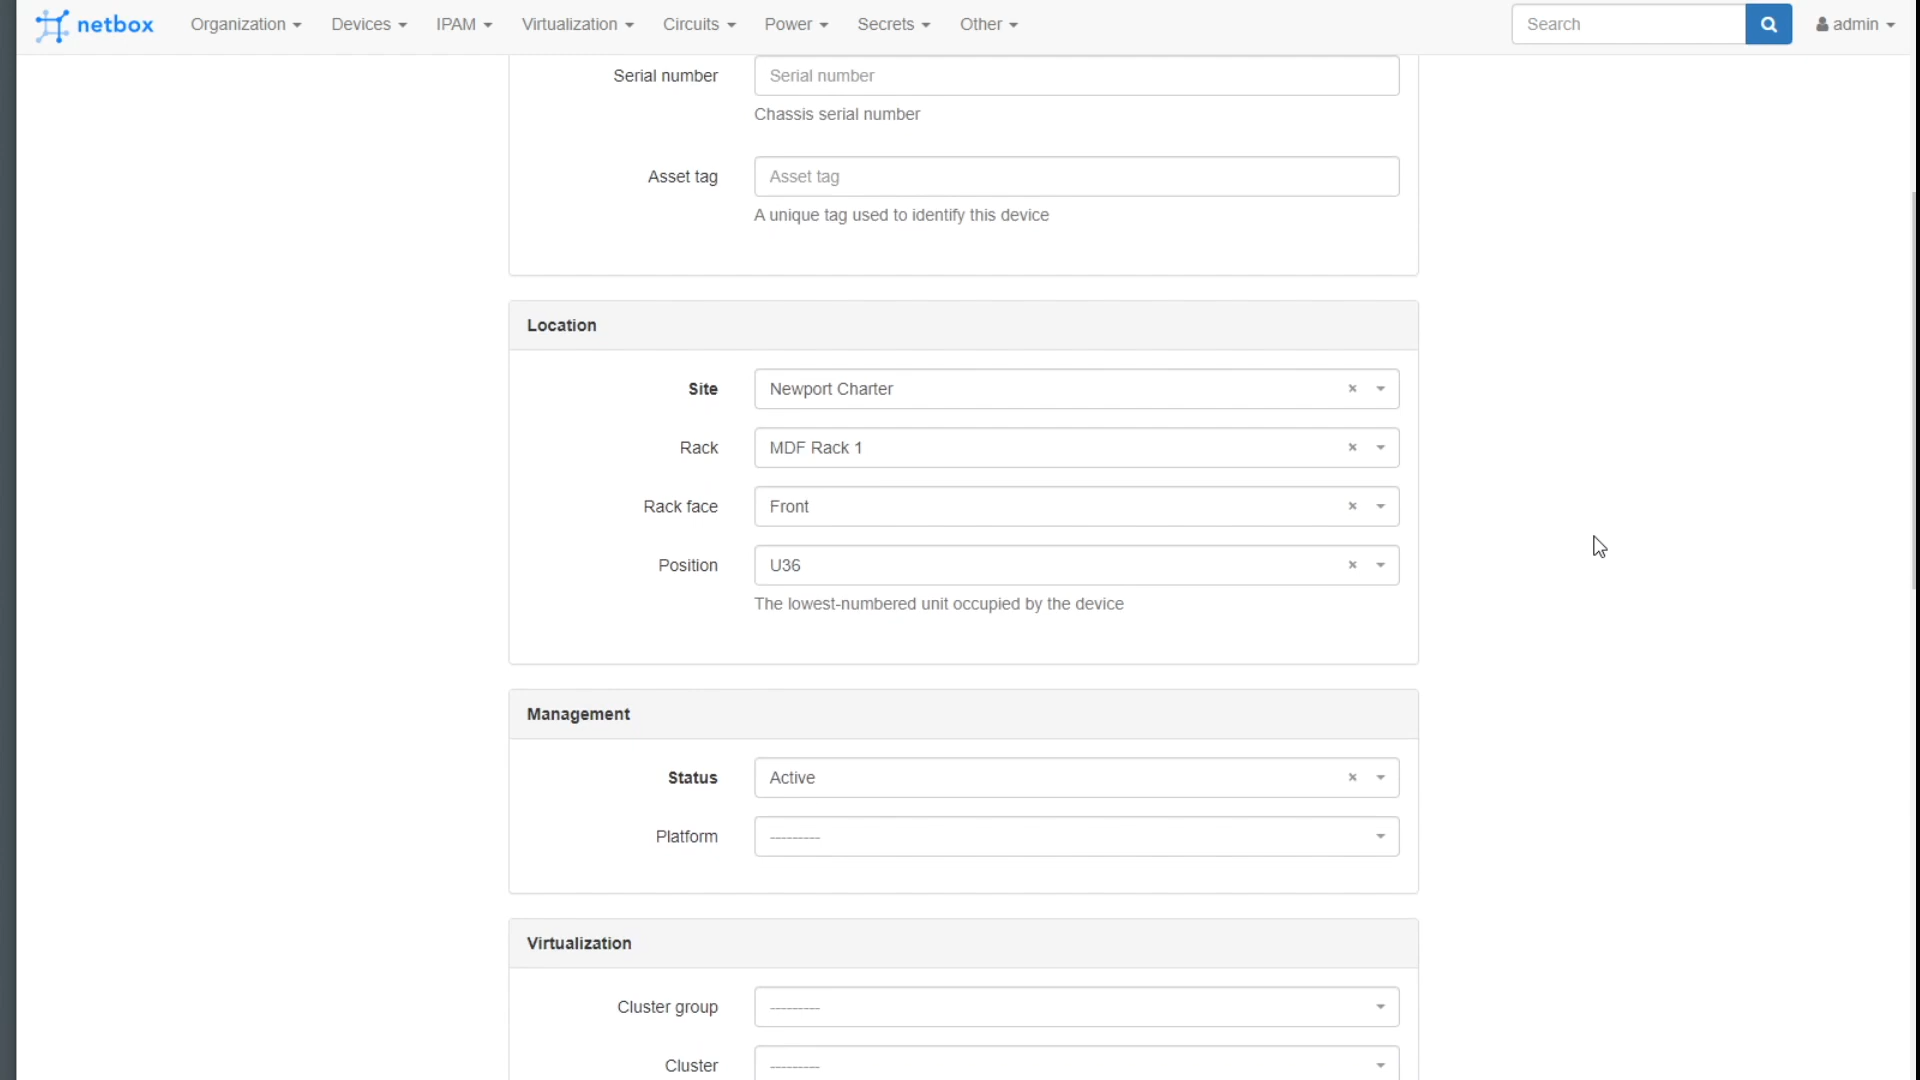 netbox Organization Devices IPAM Virtualization Circuits Power Secrets Other Search admin
Serial number Serial number
Chassis serial number
Asset tag Asset tag
A unique tag used to identify this device
Location
Site Newport Charter × 
Rack MDF Rack 1 ×
Rack face Front ×
Position U36 ×
The lowest-numbered unit occupied by the device
Management
Status Active ×
Platform ---------
Virtualization
Cluster group ---------
Cluster ---------